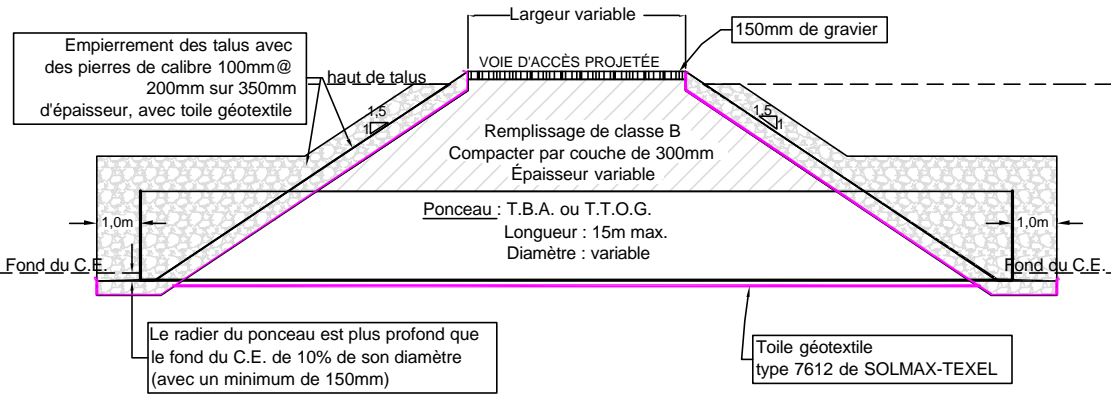 Largeur variable
150mm de gravier
Empierrement des talus avec
des pierres de calibre 100mm@
200mm sur 350mm
d'épaisseur, avec toile géotextile
haut de talus
VOIE D'ACCÈS PROJETÉE
1,5
1
1,5
1
Remplissage de classe B
Compacter par couche de 300mm
Épaisseur variable
Ponceau : T.B.A. ou T.T.O.G.
Longueur : 15m max.
Diamètre : variable
1,0m
1,0m
Fond du C.E.
Fond du C.E.
Le radier du ponceau est plus profond que
le fond du C.E. de 10% de son diamètre
(avec un minimum de 150mm)
Toile géotextile
type 7612 de SOLMAX-TEXEL